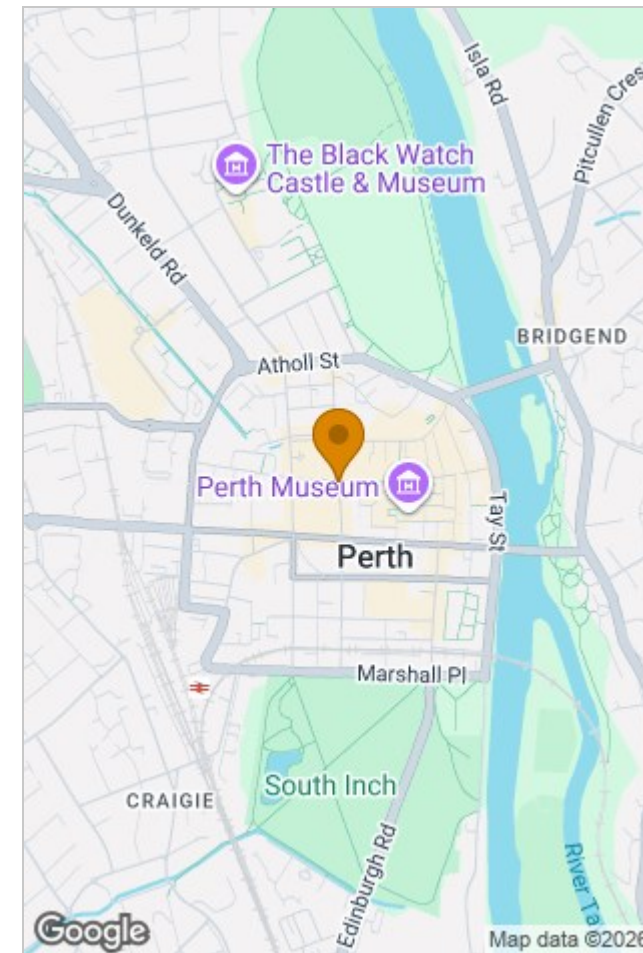 Isla Rd
Pitcullen Cres
The Black Watch
Castle & Museum
Dunkeld Rd
BRIDGEND
Atholl St
Perth Museum
Tay St
Perth
Marshall Pl
South Inch
CRAIGIE
Edinburgh Rd
River Ta
Google
Map data ©2026